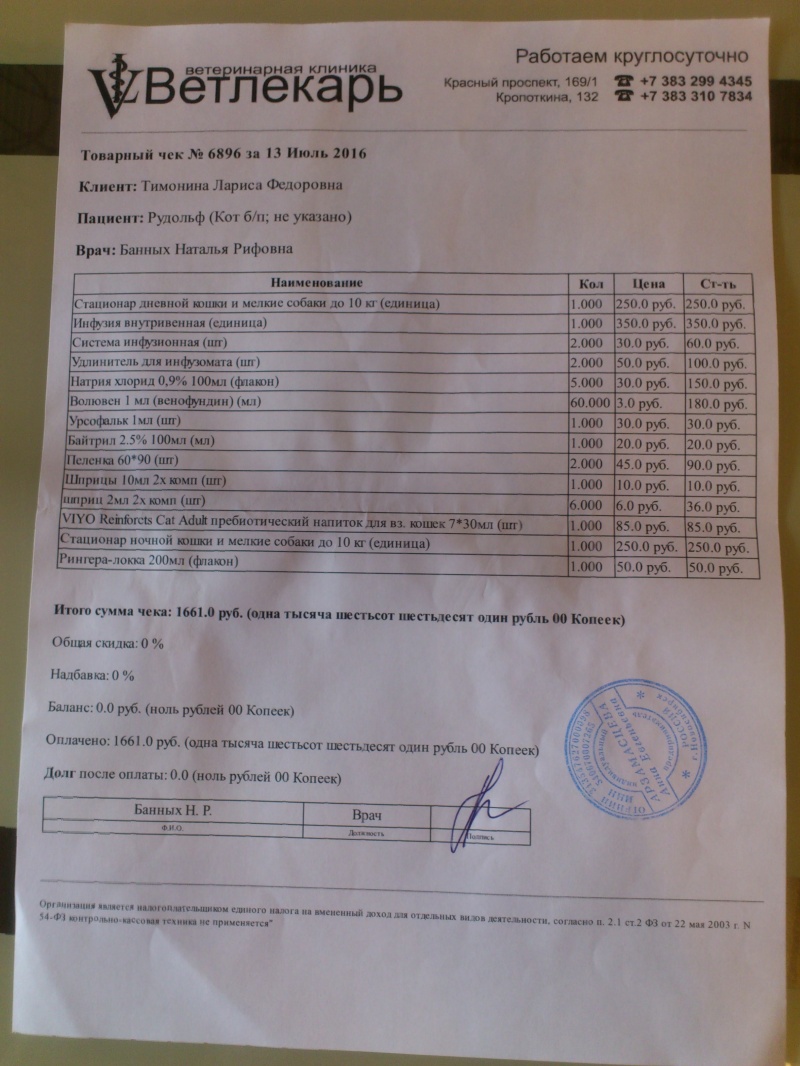 ветеринарная клиника
Ветлекарь
Работаем круглосуточно
Красный проспект, 169/1 ☎ +7 383 299 4345
Кропоткина, 132 ☎ +7 383 310 7834
Товарный чек № 6896 за 13 Июль 2016
Клиент: Тимонина Лариса Федоровна
Пациент: Рудольф (Кот б/п; не указано)
Врач: Банных Наталья Рифовна
Наименование Кол Цена Ст-ть
Стационар дневной кошки и мелкие собаки до 10 кг (единица) 1.000 250.0 руб. 250.0 руб.
Инфузия внутривенная (единица) 1.000 350.0 руб. 350.0 руб.
Система инфузионная (шт) 2.000 30.0 руб. 60.0 руб.
Удлинитель для инфузомата (шт) 2.000 50.0 руб. 100.0 руб.
Натрия хлорид 0,9% 100мл (флакон) 5.000 30.0 руб. 150.0 руб.
Волювен 1 мл (венофундин) (мл) 60.000 3.0 руб. 180.0 руб.
Урсофальк 1мл (шт) 1.000 30.0 руб. 30.0 руб.
Байтрил 2.5% 100мл (мл) 1.000 20.0 руб. 20.0 руб.
Пеленка 60*90 (шт) 2.000 45.0 руб. 90.0 руб.
Шприцы 10мл 2х комп (шт) 1.000 10.0 руб. 10.0 руб.
шприц 2мл 2х комп (шт) 6.000 6.0 руб. 36.0 руб.
VIYO Reinforcts Cat Adult пребиотический напиток для вз. кошек 7*30мл (шт) 1.000 85.0 руб. 85.0 руб.
Стационар ночной кошки и мелкие собаки до 10 кг (единица) 1.000 250.0 руб. 250.0 руб.
Рингера-локка 200мл (флакон) 1.000 50.0 руб. 50.0 руб.
Итого сумма чека: 1661.0 руб. (одна тысяча шестьсот шестьдесят один рубль 00 Копеек)
Общая скидка: 0 %
Надбавка: 0 %
Баланс: 0.0 руб. (ноль рублей 00 Копеек)
Оплачено: 1661.0 руб. (одна тысяча шестьсот шестьдесят один рубль 00 Копеек)
Долг после оплаты: 0.0 (ноль рублей 00 Копеек)
Банных Н. Р. Врач
Ф.И.О. Должность Подпись
АРЗАМАСЦЕВА
Анна Евгеньевна
Организация является налогоплательщиком единого налога на вмененный доход для отдельных видов деятельности, согласно п. 2.1 ст.2 ФЗ от 22 мая 2003 г. N
54-ФЗ контрольно-кассовая техника не применяется"